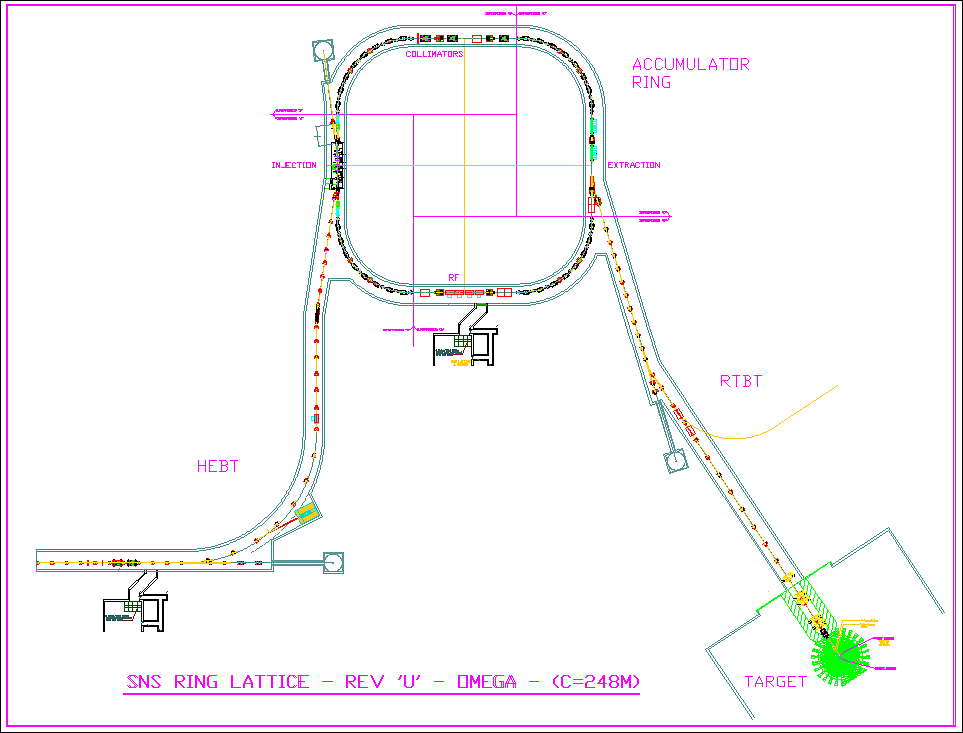 COLLIMATORS
ACCUMULATOR
RING
INJECTION
EXTRACTION
RF
RTBT
HEBT
TARGET
SNS RING LATTICE - REV 'U' - OMEGA - (C=248M)